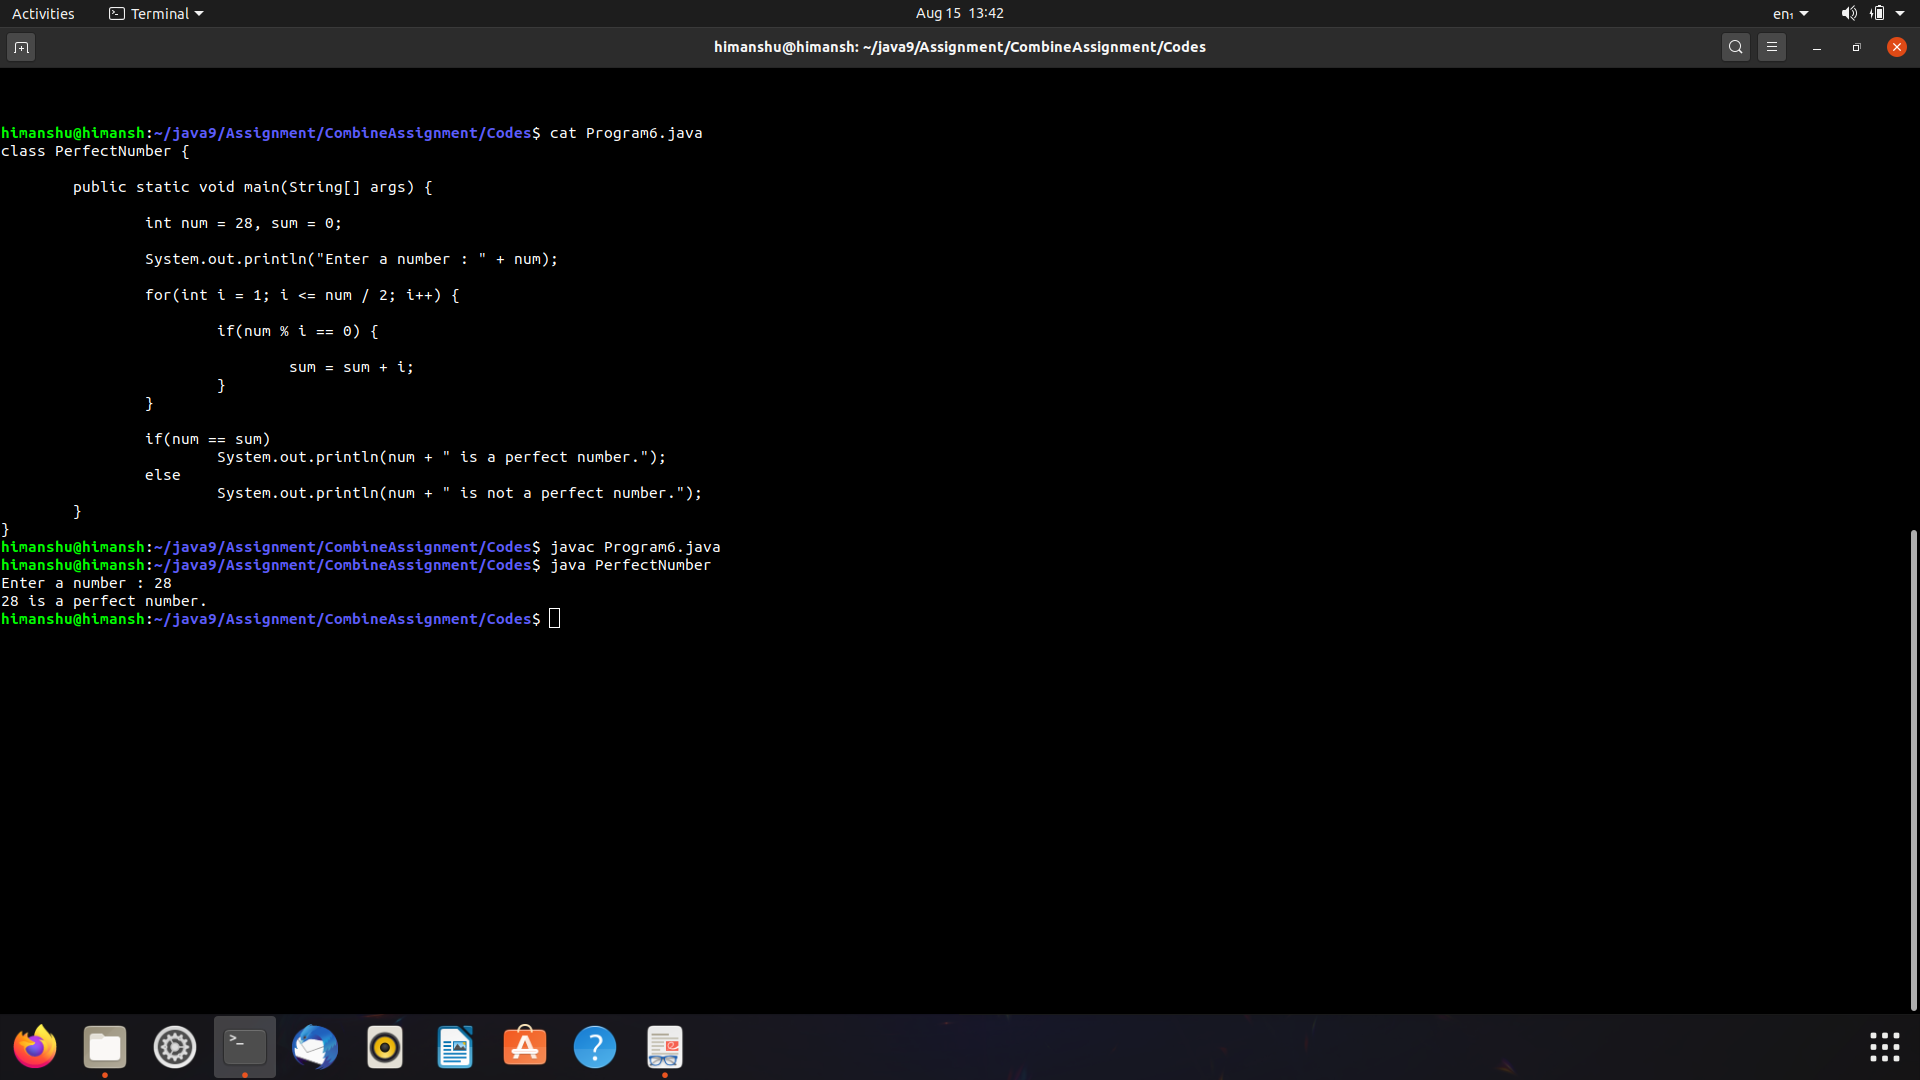 Activities Terminal Aug 15 13:42 en₁
himanshu@himansh: ~/java9/Assignment/CombineAssignment/Codes
himanshu@himansh:~/java9/Assignment/CombineAssignment/Codes$ cat Program6.java
class PerfectNumber {
public static void main(String[] args) {
int num = 28, sum = 0;
System.out.println("Enter a number : " + num);
for(int i = 1; i <= num / 2; i++) {
if(num % i == 0) {
sum = sum + i;
}
}
if(num == sum)
System.out.println(num + " is a perfect number.");
else
System.out.println(num + " is not a perfect number.");
}
}
himanshu@himansh:~/java9/Assignment/CombineAssignment/Codes$ javac Program6.java
himanshu@himansh:~/java9/Assignment/CombineAssignment/Codes$ java PerfectNumber
Enter a number : 28
28 is a perfect number.
himanshu@himansh:~/java9/Assignment/CombineAssignment/Codes$